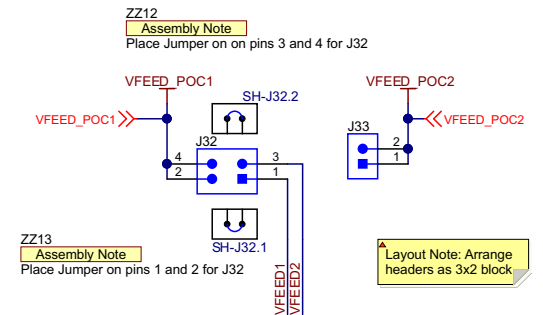 ZZ12
Assembly Note
Place Jumper on on pins 3 and 4 for J32
VFEED_POC1
VFEED_POC2
SH-J32.2
VFEED_POC1
VFEED_POC2
J32
J33
4
3
2
1
2
1
SH-J32.1
ZZ13
Assembly Note
Place Jumper on pins 1 and 2 for J32
VFEED1
VFEED2
Layout Note: Arrange
headers as 3x2 block